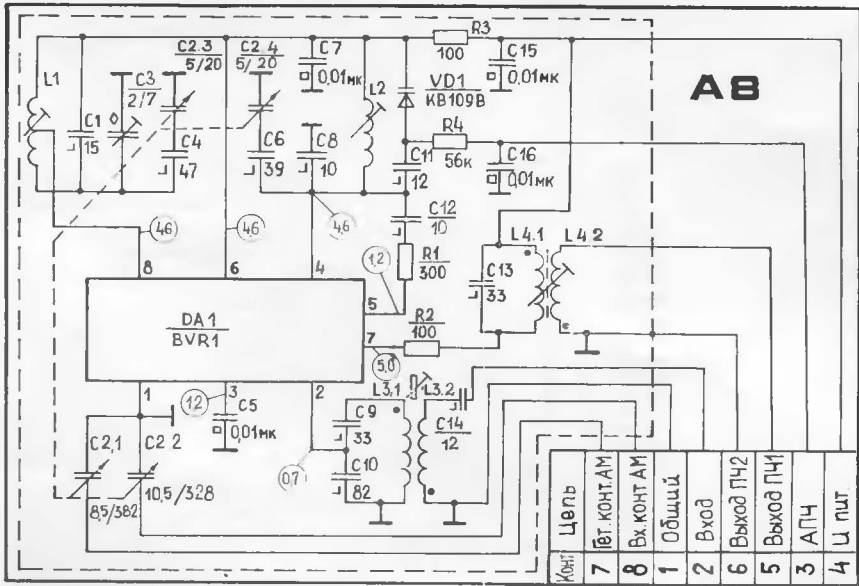 C2.3
5/20
C2.4
5/20
C7
0,01мк
R3
100
C15
0,01мк
А8
L1
C3
2/7
L2
VD1
КВ109В
C1
15
C4
47
C6
39
C8
10
C11
12
R4
56к
C16
0,01мк
4,6
4,6
4,6
C12
10
L4.1
L4.2
8
6
4
1,2
R1
300
C13
33
DA1
BVR1
5
7
R2
100
5,0
1
3
2
1,2
C5
0,01мк
L3.1
L3.2
C9
33
C14
12
C2,1
C2.2
0,7
C10
82
10,5/328
8,5/382
Конт
Цепь
7
Гет.конт.АМ
8
Вх.конт АМ
1
Общий
2
Вход
6
Выход ПЧ2
5
Выход ПЧ1
3
АПЧ
4
U пит.